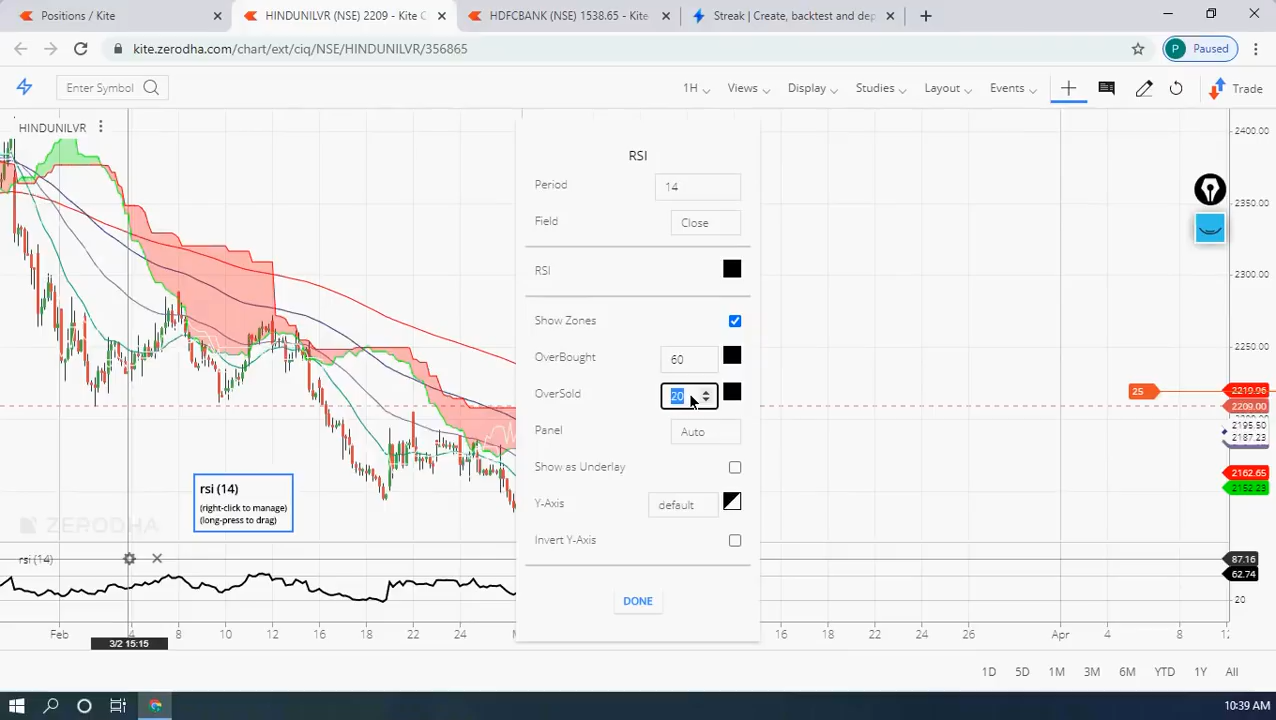 Positions / Kite
HINDUNILVR (NSE) 2209 - Kite C
HDFCBANK (NSE) 1538.65 - Kite
Streak | Create, backtest and dep
kite.zerodha.com/chart/ext/ciq/NSE/HINDUNILVR/356865
P
Paused
Enter Symbol
1H
Views
Display
Studies
Layout
Events
Trade
HINDUNILVR
2400.00
2350.00
2300.00
2250.00
25
2219.96
2209.00
2195.50
2187.23
2162.65
2152.23
RSI
Period
14
Field
Close
RSI
Show Zones
OverBought
60
OverSold
20
Panel
Auto
Show as Underlay
Y-Axis
default
Invert Y-Axis
DONE
rsi (14)
(right-click to manage)
(long-press to drag)
ZERODHA
rsi (14)
87.16
62.74
20
Feb
4
8
10
12
16
18
22
24
16
18
22
24
26
Apr
4
8
3/2 15:15
1D
5D
1M
3M
6M
YTD
1Y
All
10:39 AM